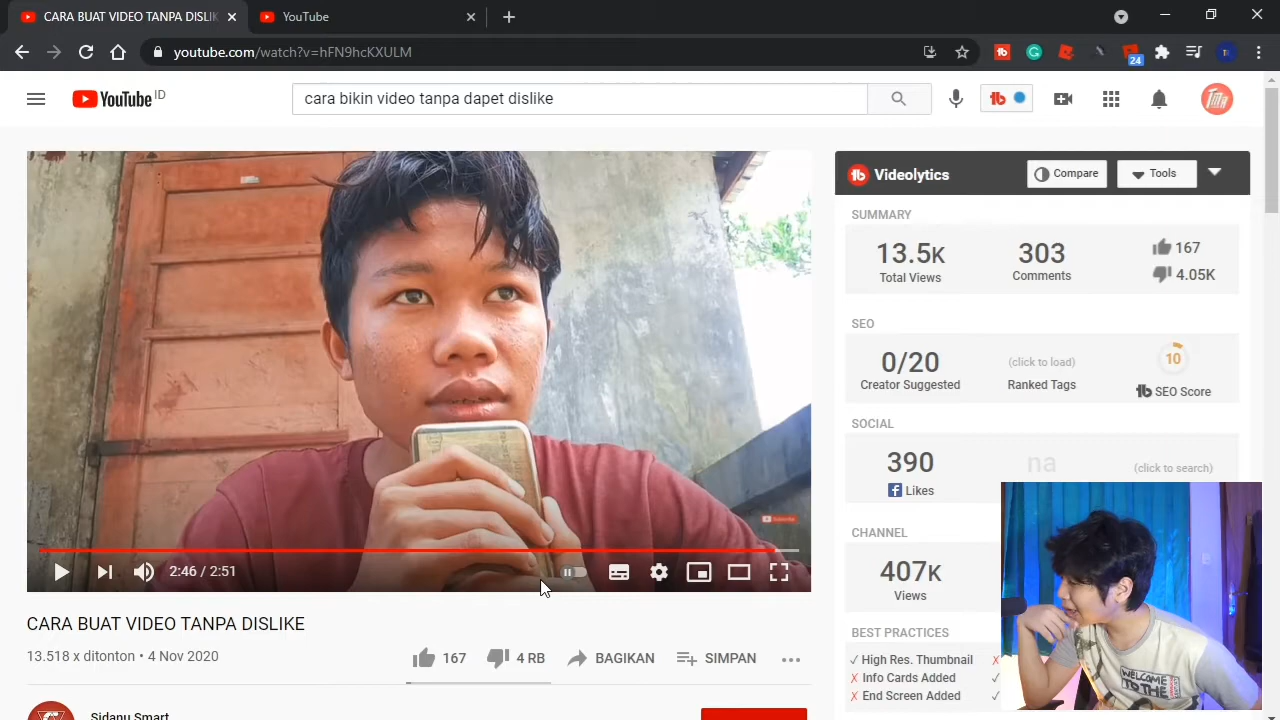 CARA BUAT VIDEO TANPA DISLIK
YouTube
youtube.com/watch?v=hFN9hcKXULM
24
YouTube ID
cara bikin video tanpa dapet dislike
Videolytics
Compare
Tools
SUMMARY
13.5K
Total Views
303
Comments
167
4.05K
SEO
0/20
Creator Suggested
(click to load)
Ranked Tags
10
SEO Score
SOCIAL
390
Likes
na
(click to search)
CHANNEL
407K
Views
BEST PRACTICES
✓ High Res. Thumbnail
X Info Cards Added
X End Screen Added
WELCOME
TO THE
Subscribe
2:46 / 2:51
CARA BUAT VIDEO TANPA DISLIKE
13.518 x ditonton • 4 Nov 2020
167
4 RB
BAGIKAN
SIMPAN
Sidanu Smart